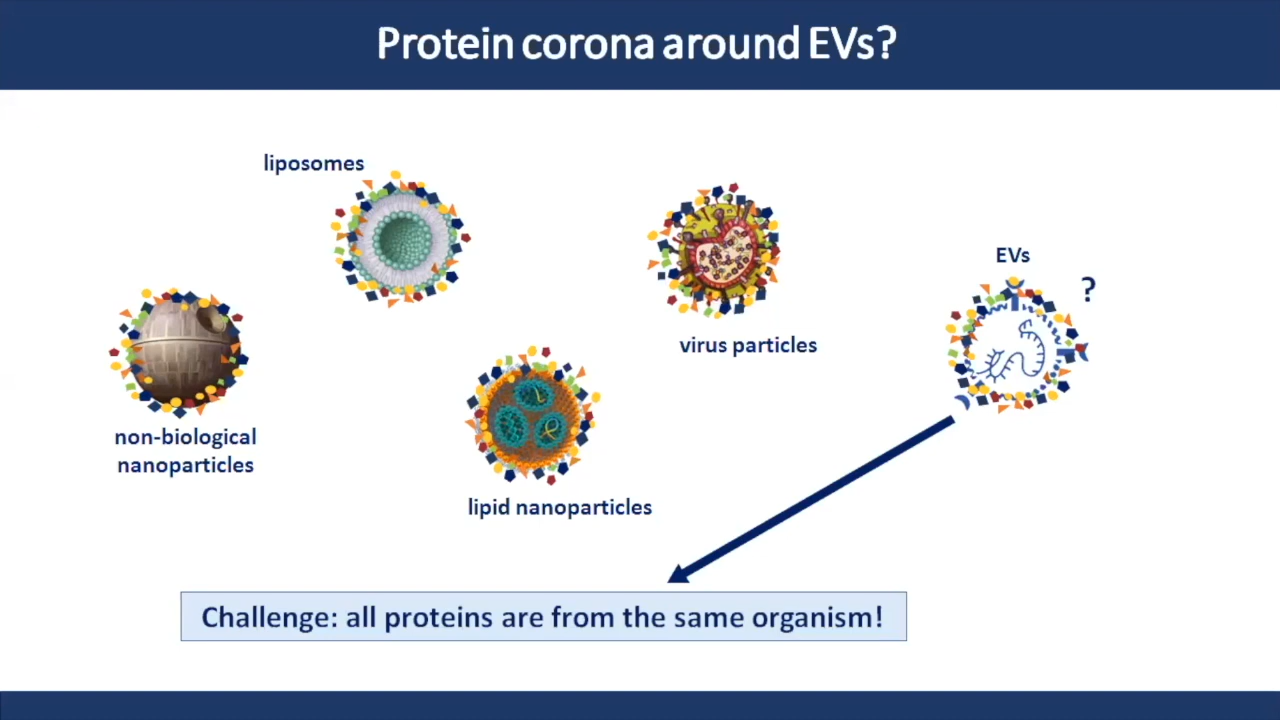 Protein corona around EVs?
liposomes
EVs
?
virus particles
non-biological
nanoparticles
lipid nanoparticles
Challenge: all proteins are from the same organism!